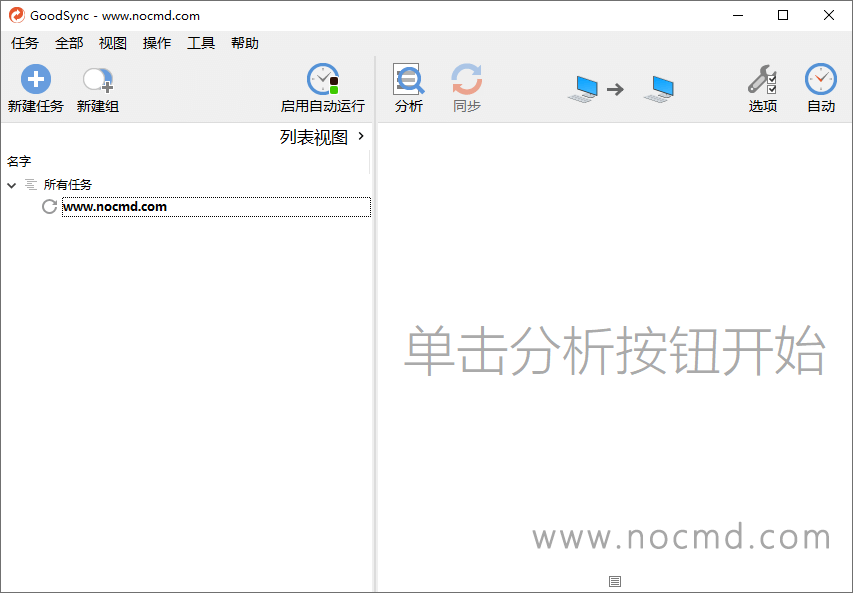 GoodSync - www.nocmd.com
任务 全部 视图 操作 工具 帮助
新建任务 新建组 启用自动运行 分析 同步 选项 自动
列表视图 ›
名字
所有任务
www.nocmd.com
单击分析按钮开始
www.nocmd.com